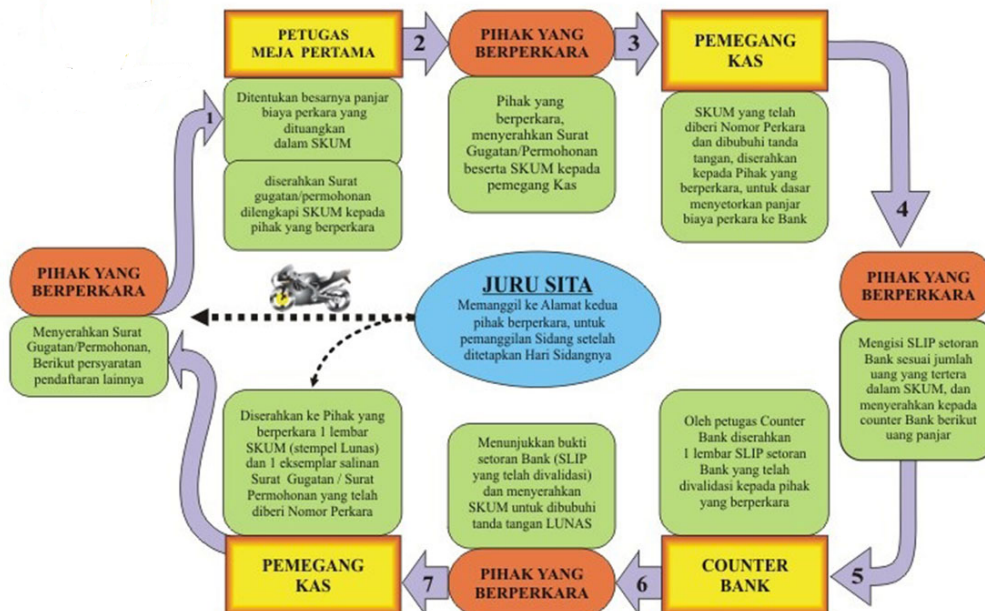 PETUGAS
MEJA PERTAMA
2
PIHAK YANG
BERPERKARA
3
PEMEGANG
KAS
1
Ditentukan besarnya panjar
biaya perkara yang
dituangkan
dalam SKUM
diserahkan Surat
gugatan/permohonan
dilengkapi SKUM kepada
pihak yang berperkara
Pihak yang
berperkara,
menyerahkan Surat
Gugatan/Permohonan
beserta SKUM kepada
pemegang Kas
SKUM yang telah
diberi Nomor Perkara
dan dibubuhi tanda
tangan, diserahkan
kepada Pihak yang
berperkara, untuk dasar
menyetorkan panjar
biaya perkara ke Bank
4
PIHAK YANG
BERPERKARA
Menyerahkan Surat
Gugatan/Permohonan,
Berikut persyaratan
pendaftaran lainnya
JURU SITA
Memanggil ke Alamat kedua
pihak berperkara, untuk
pemanggilan Sidang setelah
ditetapkan Hari Sidangnya
PIHAK YANG
BERPERKARA
Mengisi SLIP setoran
Bank sesuai jumlah
uang yang tertera
dalam SKUM, dan
menyerahkan kepada
counter Bank berikut
uang panjar
Diserahkan ke Pihak yang
berperkara 1 lembar
SKUM (stempel Lunas)
dan 1 eksemplar salinan
Surat Gugatan / Surat
Permohonan yang telah
diberi Nomor Perkara
Menunjukkan bukti
setoran Bank (SLIP
yang telah divalidasi)
dan menyerahkan
SKUM untuk dibubuhi
tanda tangan LUNAS
Oleh petugas Counter
Bank diserahkan
1 lembar SLIP setoran
Bank yang telah
divalidasi kepada pihak
yang berperkara
PEMEGANG
KAS
7
PIHAK YANG
BERPERKARA
6
COUNTER
BANK
5